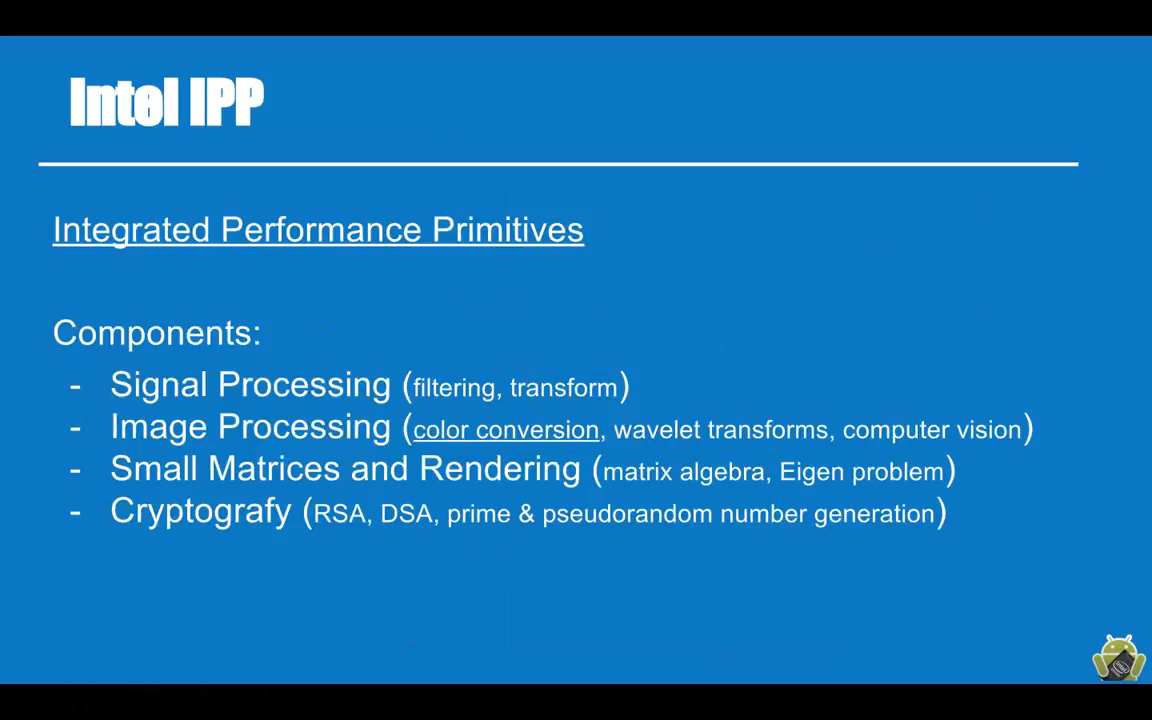 Intel IPP
Integrated Performance Primitives
Components:
- Signal Processing (filtering, transform)
- Image Processing (color conversion, wavelet transforms, computer vision)
- Small Matrices and Rendering (matrix algebra, Eigen problem)
- Cryptografy (RSA, DSA, prime & pseudorandom number generation)
intel